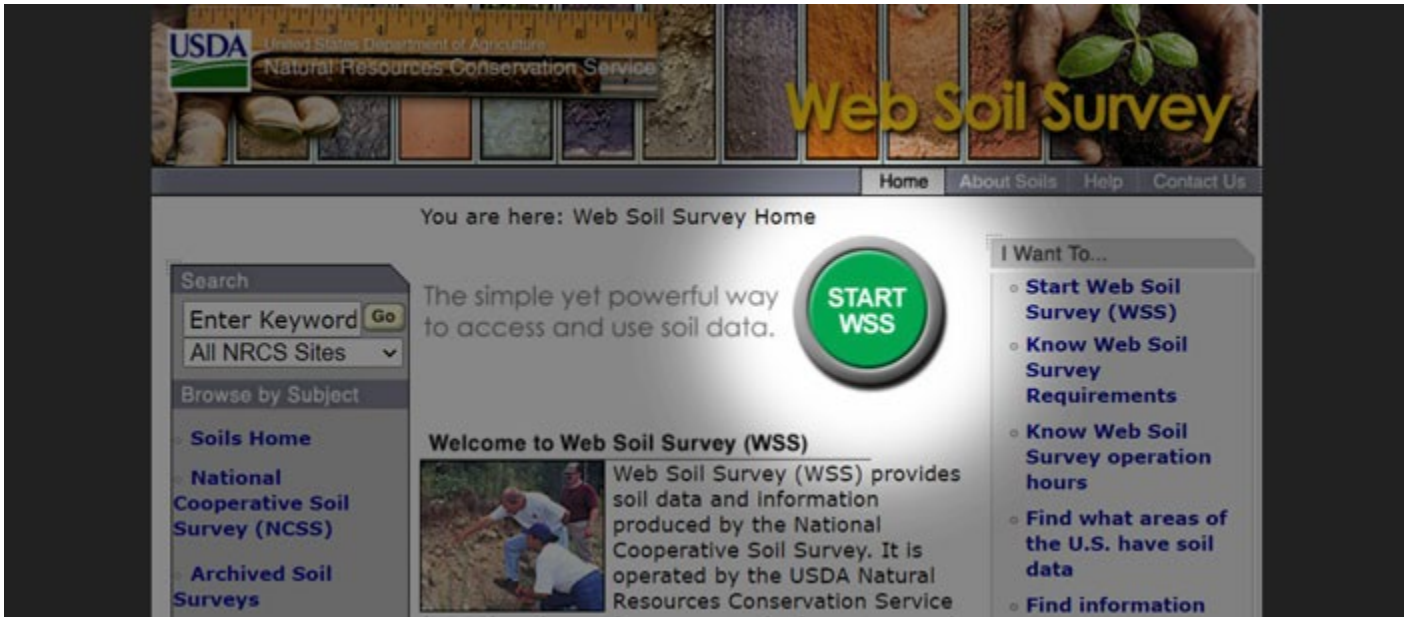 USDA
United States Department of Agriculture
Natural Resources Conservation Service
Web Soil Survey
Home
About Soils
Help
Contact Us
You are here: Web Soil Survey Home
Search
Enter Keyword
Go
All NRCS Sites
Browse by Subject
Soils Home
National
Cooperative Soil
Survey (NCSS)
Archived Soil
Surveys
The simple yet powerful way
to access and use soil data.
START
WSS
Welcome to Web Soil Survey (WSS)
Web Soil Survey (WSS) provides
soil data and information
produced by the National
Cooperative Soil Survey. It is
operated by the USDA Natural
Resources Conservation Service
I Want To...
Start Web Soil
Survey (WSS)
Know Web Soil
Survey
Requirements
Know Web Soil
Survey operation
hours
Find what areas of
the U.S. have soil
data
Find information